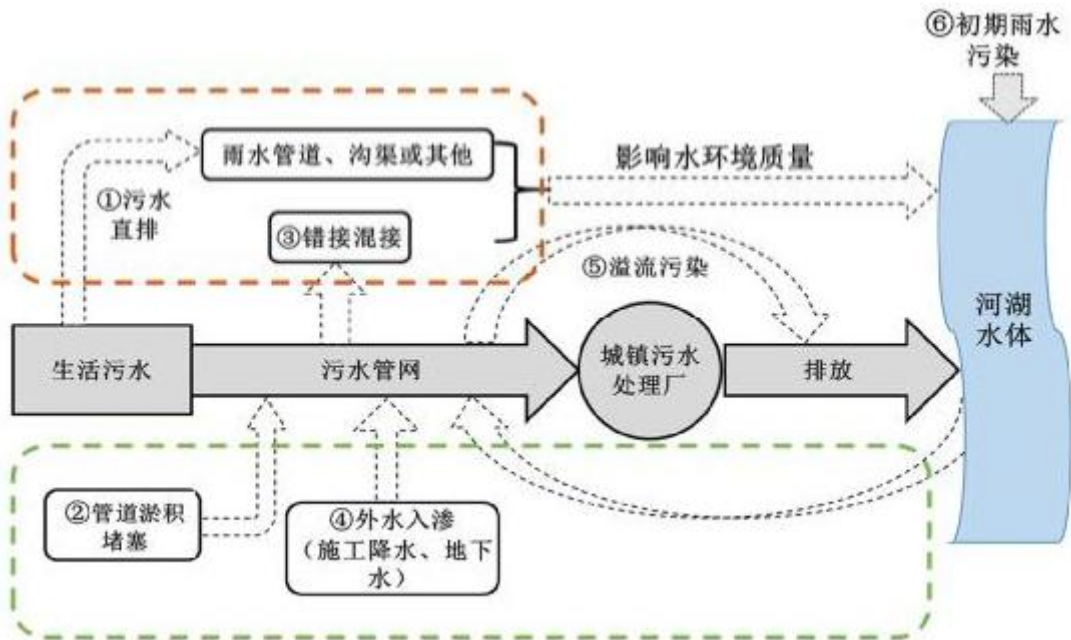 ⑥初期雨水
污染
雨水管道、沟渠或其他
影响水环境质量
①污水
直排
③错接混接
⑤溢流污染
河湖
水体
生活污水
污水管网
城镇污水
处理厂
排放
②管道淤积
堵塞
④外水入渗
（施工降水、地下
水）